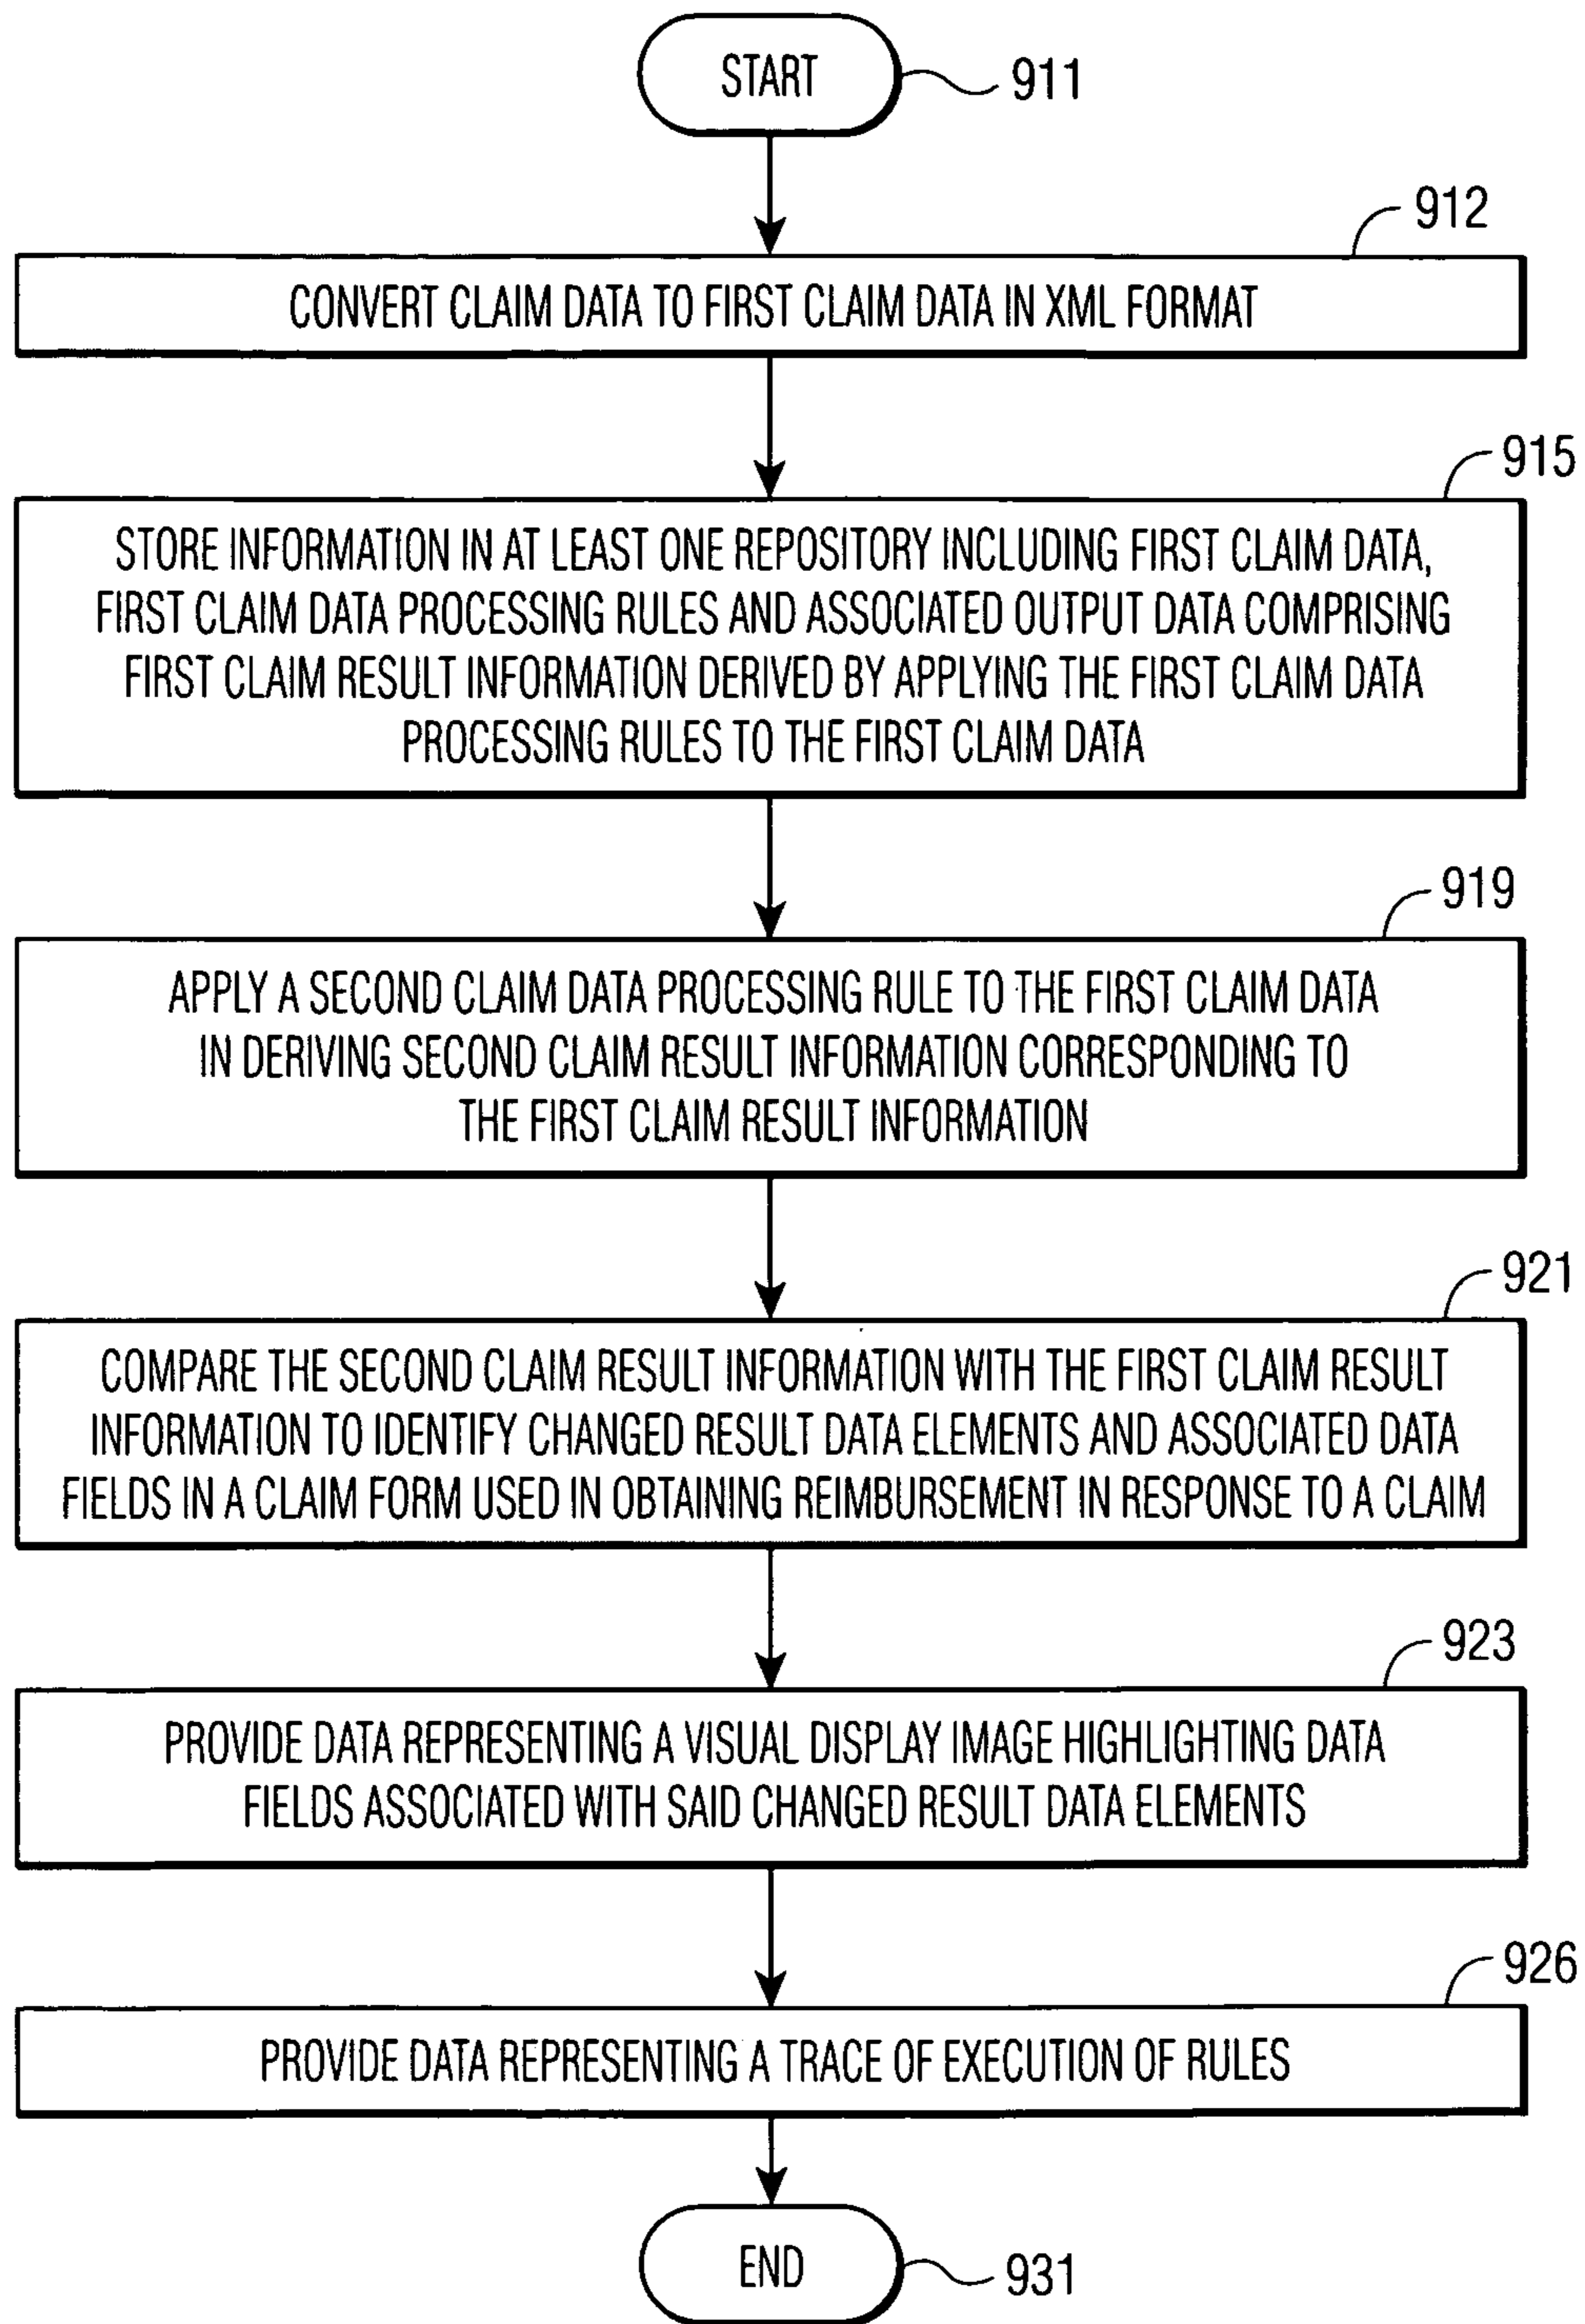 START
911
912
CONVERT CLAIM DATA TO FIRST CLAIM DATA IN XML FORMAT
915
STORE INFORMATION IN AT LEAST ONE REPOSITORY INCLUDING FIRST CLAIM DATA,
FIRST CLAIM DATA PROCESSING RULES AND ASSOCIATED OUTPUT DATA COMPRISING
FIRST CLAIM RESULT INFORMATION DERIVED BY APPLYING THE FIRST CLAIM DATA
PROCESSING RULES TO THE FIRST CLAIM DATA
919
APPLY A SECOND CLAIM DATA PROCESSING RULE TO THE FIRST CLAIM DATA
IN DERIVING SECOND CLAIM RESULT INFORMATION CORRESPONDING TO
THE FIRST CLAIM RESULT INFORMATION
921
COMPARE THE SECOND CLAIM RESULT INFORMATION WITH THE FIRST CLAIM RESULT
INFORMATION TO IDENTIFY CHANGED RESULT DATA ELEMENTS AND ASSOCIATED DATA
FIELDS IN A CLAIM FORM USED IN OBTAINING REIMBURSEMENT IN RESPONSE TO A CLAIM
923
PROVIDE DATA REPRESENTING A VISUAL DISPLAY IMAGE HIGHLIGHTING DATA
FIELDS ASSOCIATED WITH SAID CHANGED RESULT DATA ELEMENTS
926
PROVIDE DATA REPRESENTING A TRACE OF EXECUTION OF RULES
END
931